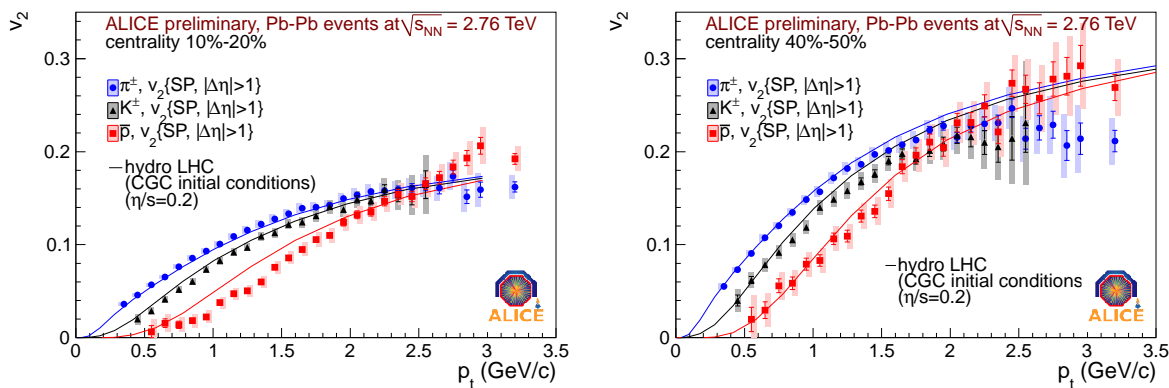 v₂
ALICE preliminary, Pb-Pb events at √s_NN = 2.76 TeV
centrality 10%-20%
π±, v₂{SP, |Δη|>1}
K±, v₂{SP, |Δη|>1}
p̅, v₂{SP, |Δη|>1}
hydro LHC
(CGC initial conditions)
(η/s=0.2)
0.3
0.2
0.1
0
ALICE
0 0.5 1 1.5 2 2.5 3 3.5
p_t (GeV/c)
v₂
ALICE preliminary, Pb-Pb events at √s_NN = 2.76 TeV
centrality 40%-50%
π±, v₂{SP, |Δη|>1}
K±, v₂{SP, |Δη|>1}
p̅, v₂{SP, |Δη|>1}
hydro LHC
(CGC initial conditions
(η/s=0.2)
0.3
0.2
0.1
0
ALICE
0 0.5 1 1.5 2 2.5 3 3.5
p_t (GeV/c)